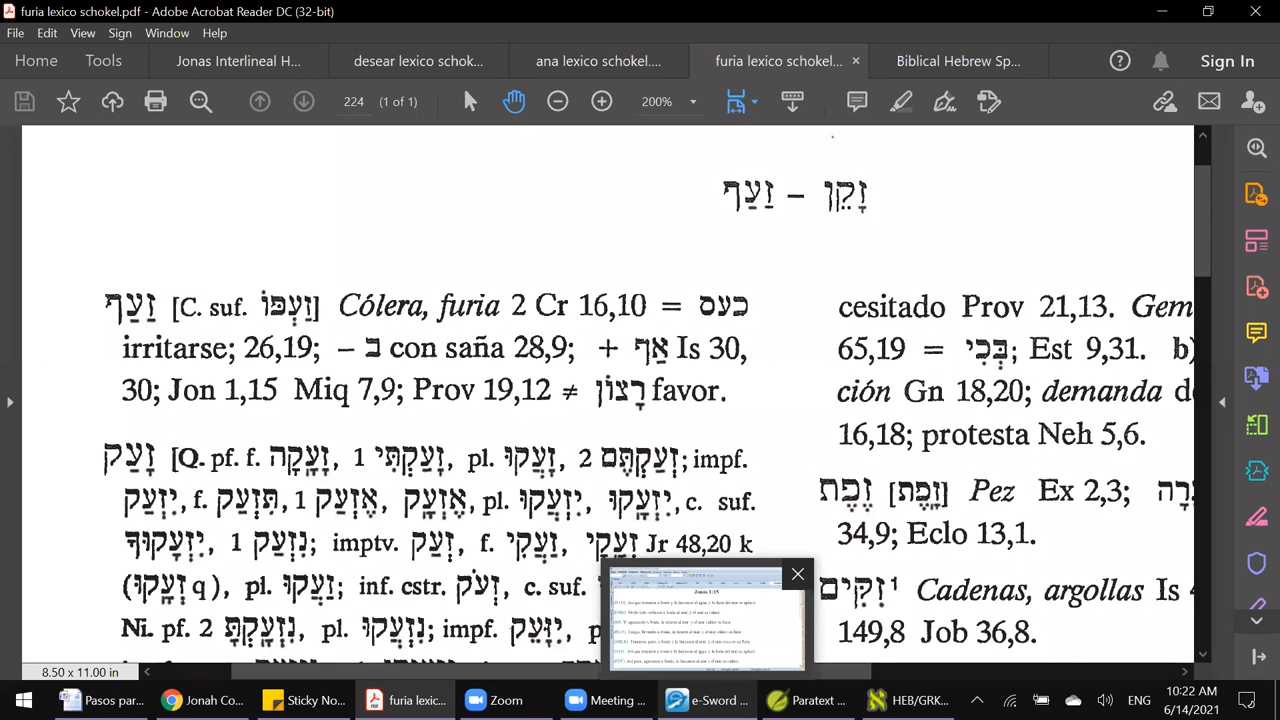 furia lexico schokel.pdf - Adobe Acrobat Reader DC (32-bit)
File Edit View Sign Window Help
Home Tools Jonas Interlineal H... desear lexico schok... ana lexico schokel.... furia lexico schokel... Biblical Hebrew Sp... Sign In
224 (1 of 1) 200%
זָקֵן – זַעַף
זַעַף [C. suf. זַעְפּוֹ] Cólera, furia 2 Cr 16,10 = כעס
irritarse; 26,19; – ב con saña 28,9; + אַף Is 30,
30; Jon 1,15 Miq 7,9; Prov 19,12 ≠ רָצוֹן favor.
זָעַק [Q. pf. f. זָעֲקָה, 1 זָעַקְתִּי, pl. זָעֲקוּ, 2 זְעַקְתֶּם; impf.
יִזְעַק, f. תִּזְעַק, 1 אֶזְעַק, אֶזְעָק, pl. יִזְעֲקוּ, יִזְעָקוּ, c. suf.
יִזְעָקוּךָ, 1 נִזְעַק; imptv. זְעַק, f. זַעֲקִי, זְעָקִי Jr 48,20 k
(זְעָקוּ q), pl. זַעֲקוּ; inf. cstr. זְעֹק, c. suf.
Ni. pf. 2 נִזְעָקְתָּ, pl. נִזְעֲקוּ; impf. יִזָּעֵק
cesitado Prov 21,13. Gem
65,19 = בְּכִי; Est 9,31. b)
ción Gn 18,20; demanda d
16,18; protesta Neh 5,6.
זֶפֶת [זָפֶת] Pez Ex 2,3;
34,9; Eclo 13,1.
זִקִּים Cadenas, argollas Is
149,8 Job 36,8.
Jonás 1:15
8.50 x 11.00 in
Pasos par... Jonah Co... Sticky No... furia lexic... Zoom Meeting ... e-Sword ... Paratext ... HEB/GRK... ENG 10:22 AM
6/14/2021